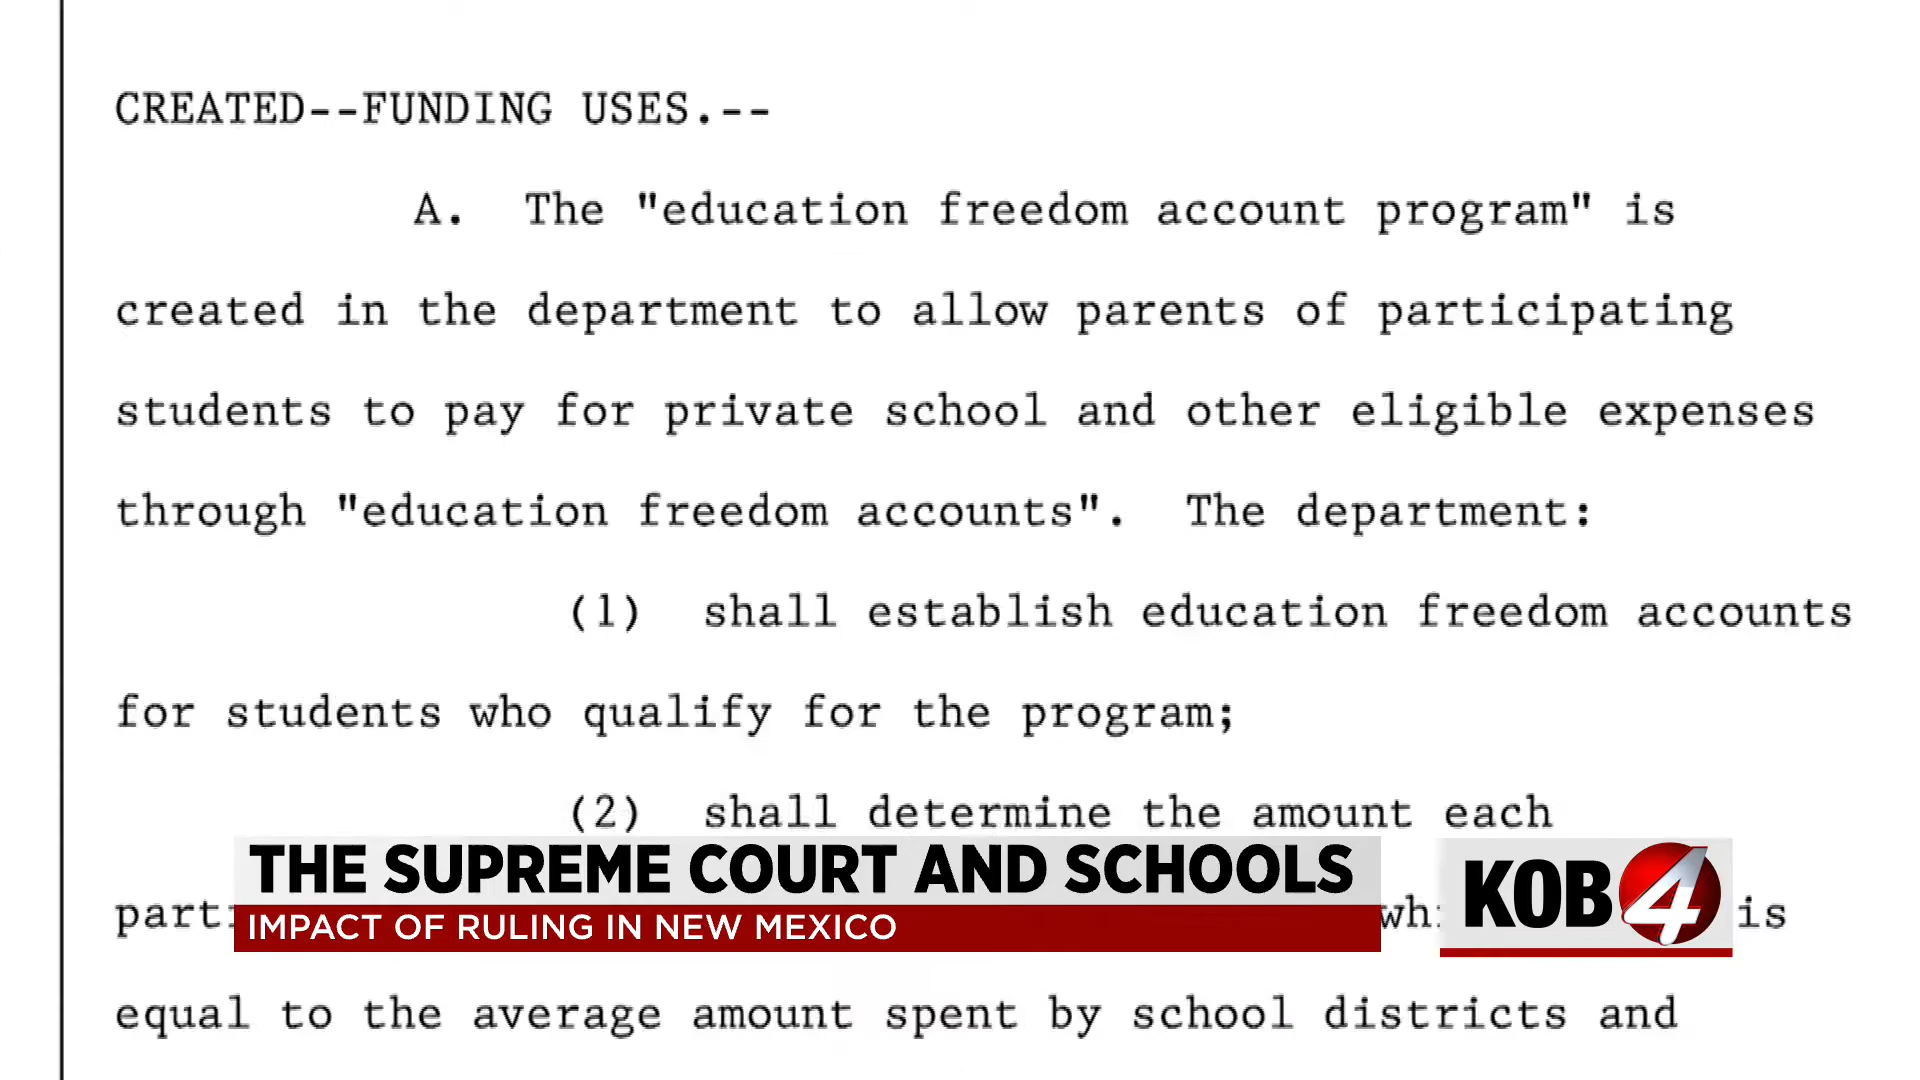 CREATED--FUNDING USES.--
A. The "education freedom account program" is
created in the department to allow parents of participating
students to pay for private school and other eligible expenses
through "education freedom accounts". The department:
(1) shall establish education freedom accounts
for students who qualify for the program;
(2) shall determine the amount each
is
equal to the average amount spent by school districts and
THE SUPREME COURT AND SCHOOLS
IMPACT OF RULING IN NEW MEXICO
KOB 4